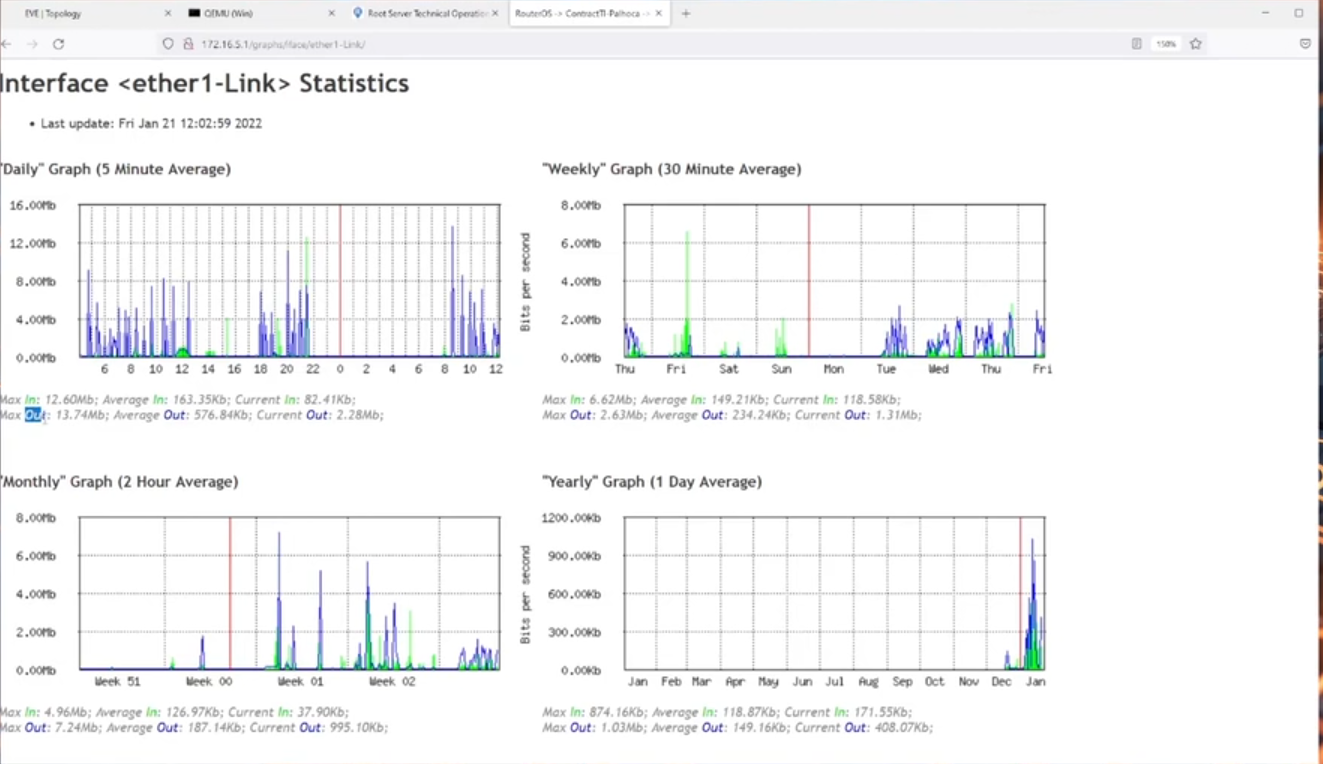 EVE | Topology
QEMU (Win)
Root Server Technical Operatio
RouterOS -> ContractTI-Palhoca ->
172.16.5.1/graphs/iface/ether1-Link/
150%
Interface <ether1-Link> Statistics
• Last update: Fri Jan 21 12:02:59 2022
"Daily" Graph (5 Minute Average)
16.00Mb
12.00Mb
8.00Mb
4.00Mb
0.00Mb
6 8 10 12 14 16 18 20 22 0 2 4 6 8 10 12
Max In: 12.60Mb; Average In: 163.35Kb; Current In: 82.41Kb;
Max Out: 13.74Mb; Average Out: 576.84Kb; Current Out: 2.28Mb;
"Weekly" Graph (30 Minute Average)
Bits per second
8.00Mb
6.00Mb
4.00Mb
2.00Mb
0.00Mb
Thu Fri Sat Sun Mon Tue Wed Thu Fri
Max In: 6.62Mb; Average In: 149.21Kb; Current In: 118.58Kb;
Max Out: 2.63Mb; Average Out: 234.24Kb; Current Out: 1.31Mb;
"Monthly" Graph (2 Hour Average)
8.00Mb
6.00Mb
4.00Mb
2.00Mb
0.00Mb
Week 51 Week 00 Week 01 Week 02
Max In: 4.96Mb; Average In: 126.97Kb; Current In: 37.90Kb;
Max Out: 7.24Mb; Average Out: 187.14Kb; Current Out: 995.10Kb;
"Yearly" Graph (1 Day Average)
Bits per second
1200.00Kb
900.00Kb
600.00Kb
300.00Kb
0.00Kb
Jan Feb Mar Apr May Jun Jul Aug Sep Oct Nov Dec Jan
Max In: 874.16Kb; Average In: 118.87Kb; Current In: 171.55Kb;
Max Out: 1.03Mb; Average Out: 149.16Kb; Current Out: 408.07Kb;